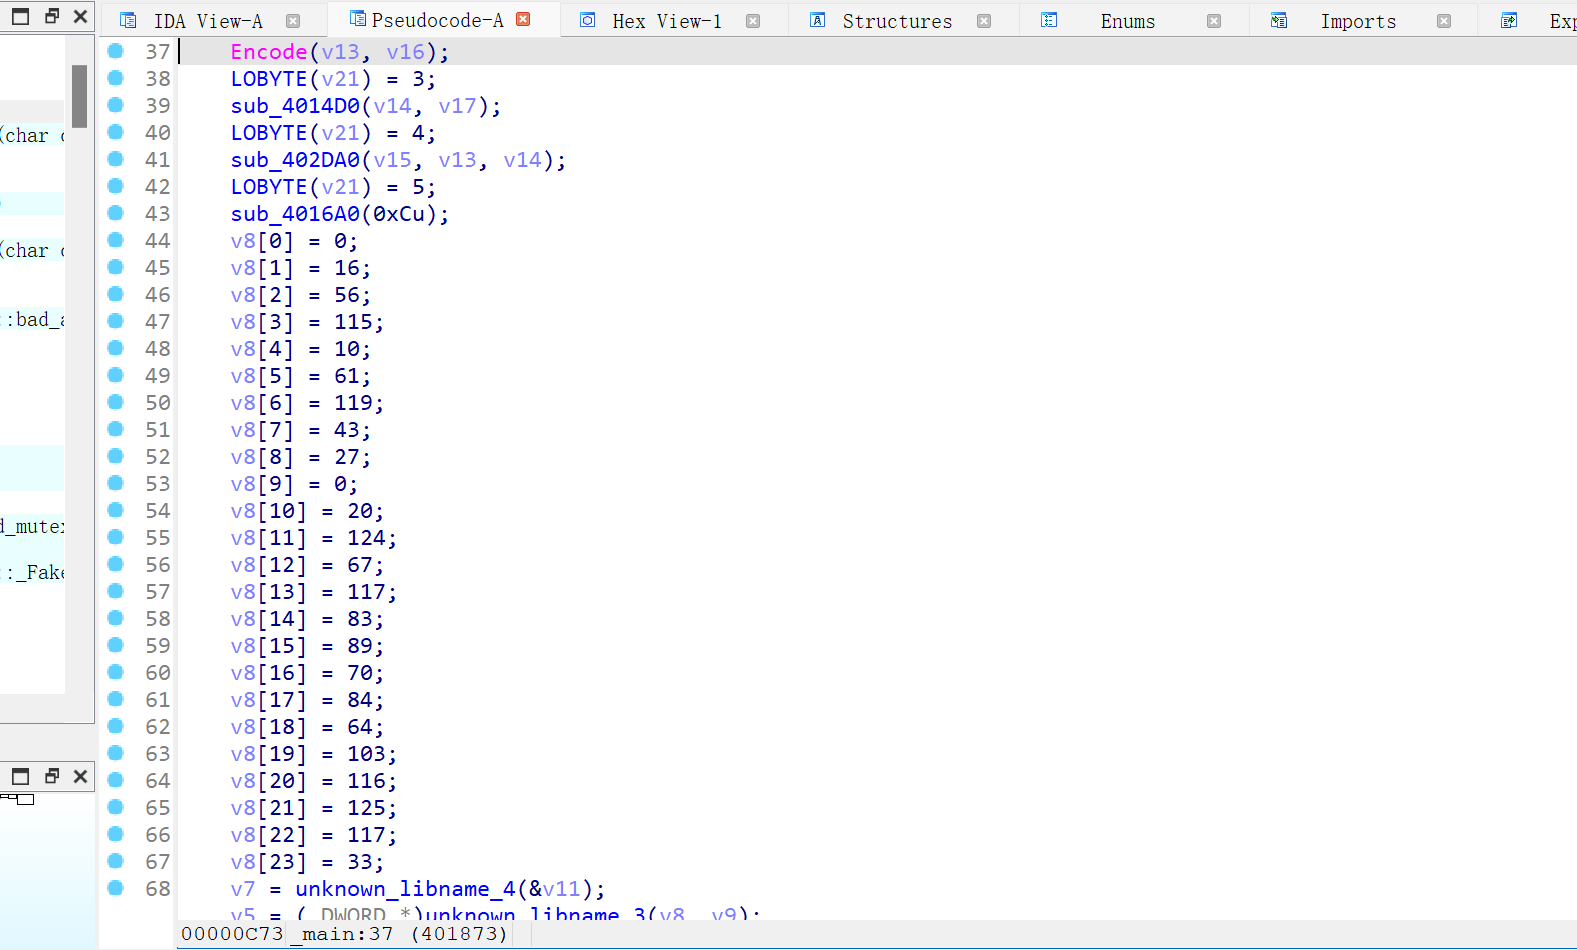 IDA View-A Pseudocode-A Hex View-1 Structures Enums Imports
37 Encode(v13, v16);
38 LOBYTE(v21) = 3;
39 sub_4014D0(v14, v17);
40 LOBYTE(v21) = 4;
41 sub_402DA0(v15, v13, v14);
42 LOBYTE(v21) = 5;
43 sub_4016A0(0xCu);
44 v8[0] = 0;
45 v8[1] = 16;
46 v8[2] = 56;
47 v8[3] = 115;
48 v8[4] = 10;
49 v8[5] = 61;
50 v8[6] = 119;
51 v8[7] = 43;
52 v8[8] = 27;
53 v8[9] = 0;
54 v8[10] = 20;
55 v8[11] = 124;
56 v8[12] = 67;
57 v8[13] = 117;
58 v8[14] = 83;
59 v8[15] = 89;
60 v8[16] = 70;
61 v8[17] = 84;
62 v8[18] = 64;
63 v8[19] = 103;
64 v8[20] = 116;
65 v8[21] = 125;
66 v8[22] = 117;
67 v8[23] = 33;
68 v7 = unknown_libname_4(&v11);
v5 = (_DWORD *)unknown_libname_3(v8, v9);
00000C73 _main:37 (401873)
(char
(char
::bad_a
d_mutex
::_Fake